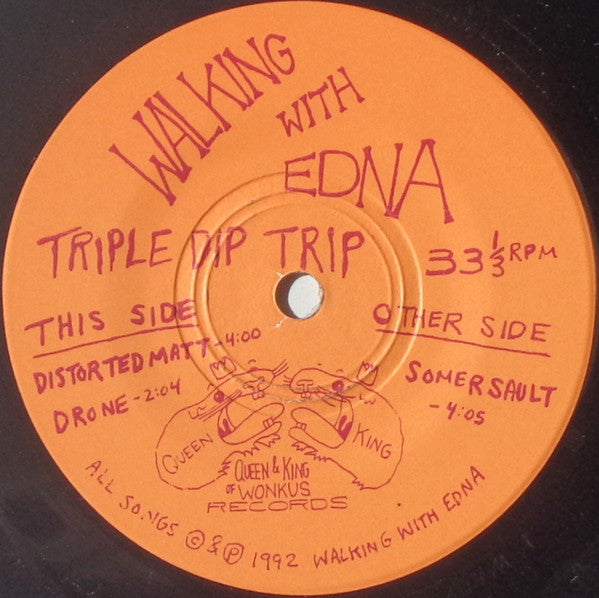 WALKING
WITH
EDNA
TRIPLE DIP TRIP
33 1/3 RPM
THIS SIDE
DISTORTED MATT - 4:00
DRONE - 2:04
OTHER SIDE
SOMERSAULT
- 4:05
QUEEN
KING
QUEEN & KING
OF WONKUS
RECORDS
ALL SONGS © & ℗ 1992 WALKING WITH EDNA